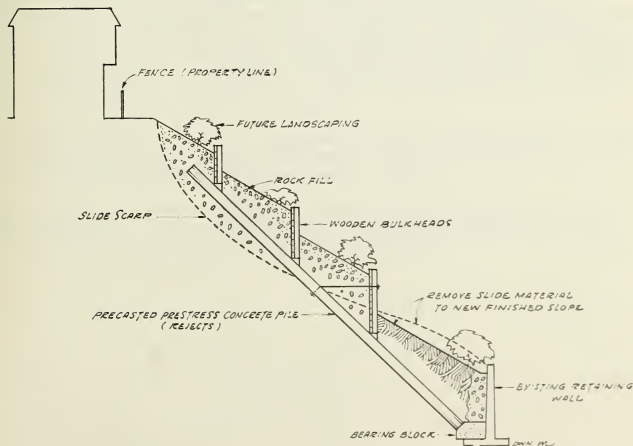 FENCE (PROPERTY LINE)
FUTURE LANDSCAPING
ROCK FILL
SLIDE SCARP
WOODEN BULKHEADS
REMOVE SLIDE MATERIAL
TO NEW FINISHED SLOPE
PRECASTED PRESTRESS CONCRETE PILE
(REJECTS)
EXISTING RETAINING
WALL
BEARING BLOCK